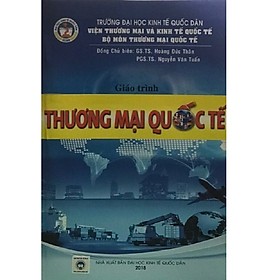 TRƯỜNG ĐẠI HỌC KINH TẾ QUỐC DÂN
VIỆN THƯƠNG MẠI VÀ KINH TẾ QUỐC TẾ
BỘ MÔN THƯƠNG MẠI QUỐC TẾ
Đồng Chủ biên: GS.TS. Hoàng Đức Thân
PGS.TS. Nguyễn Văn Tuấn
Giáo trình
THƯƠNG MẠI QUỐC TẾ
NHÀ XUẤT BẢN ĐẠI HỌC KINH TẾ QUỐC DÂN
2018